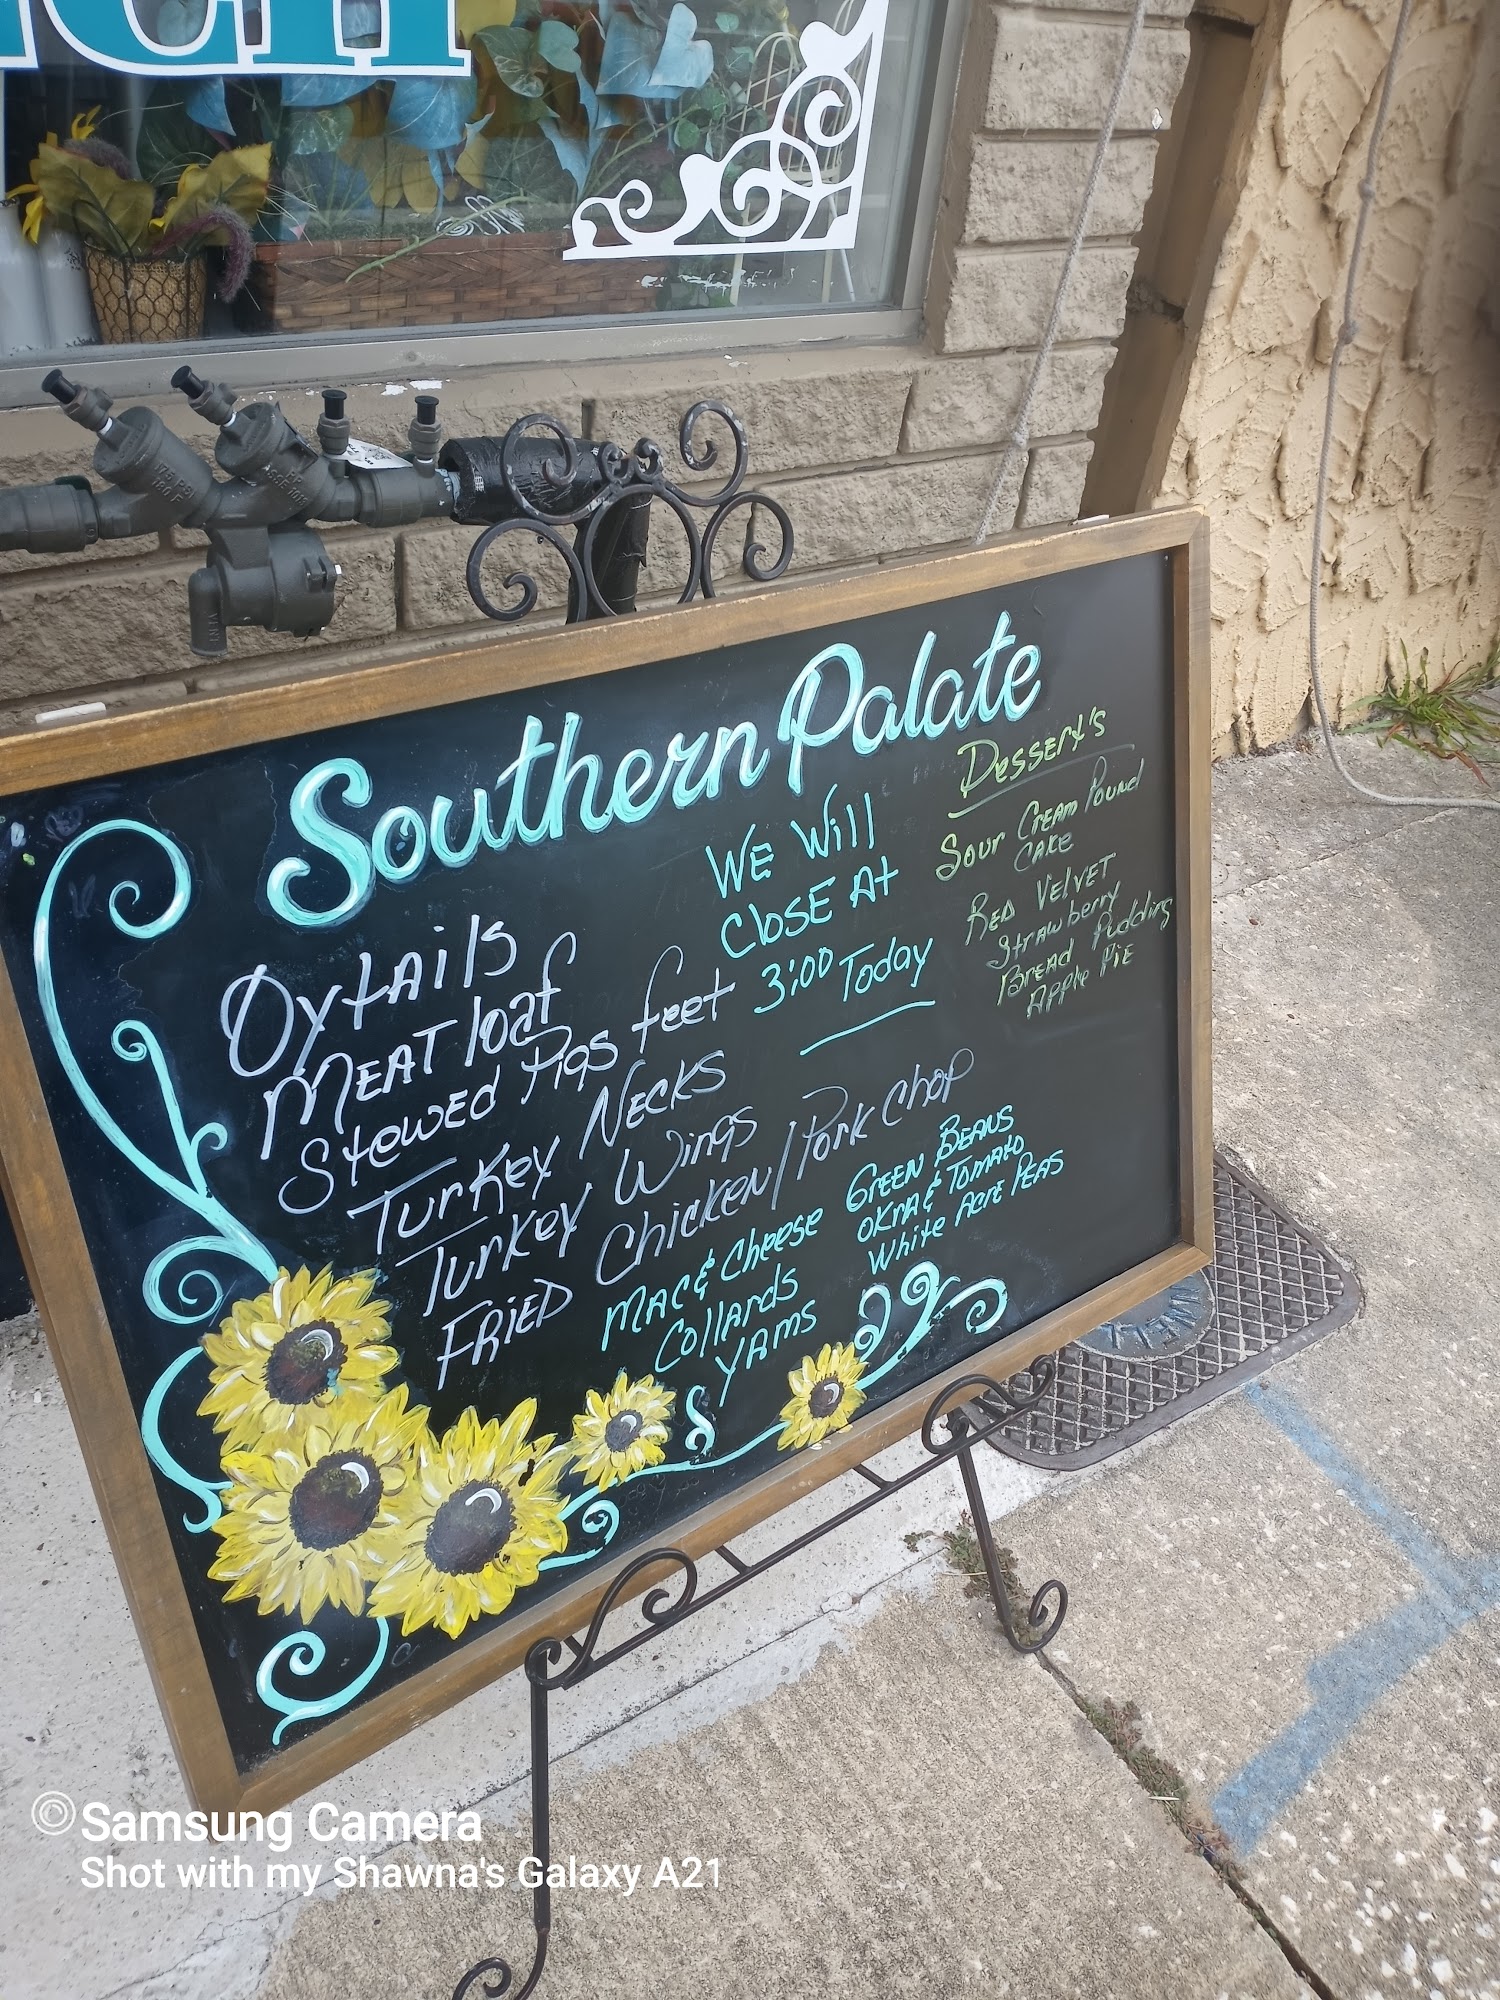 Southern Palate
Oxtails
MEAT loaf
Stewed Pigs feet
Turkey Necks
Turkey Wings
FRiED Chicken/Pork Chop
WE Will
ClosE At
3:00 Today
Dessert's
Sour CREAM Pound
CAKE
RED VElVET
Strawberry
BREAD Pudding
Apple PiE
MAC & Cheese
Collards
YAMS
GREEN BEANS
OKRA & TOMATO
White ACRE PEAS
Samsung Camera
Shot with my Shawna's Galaxy A21